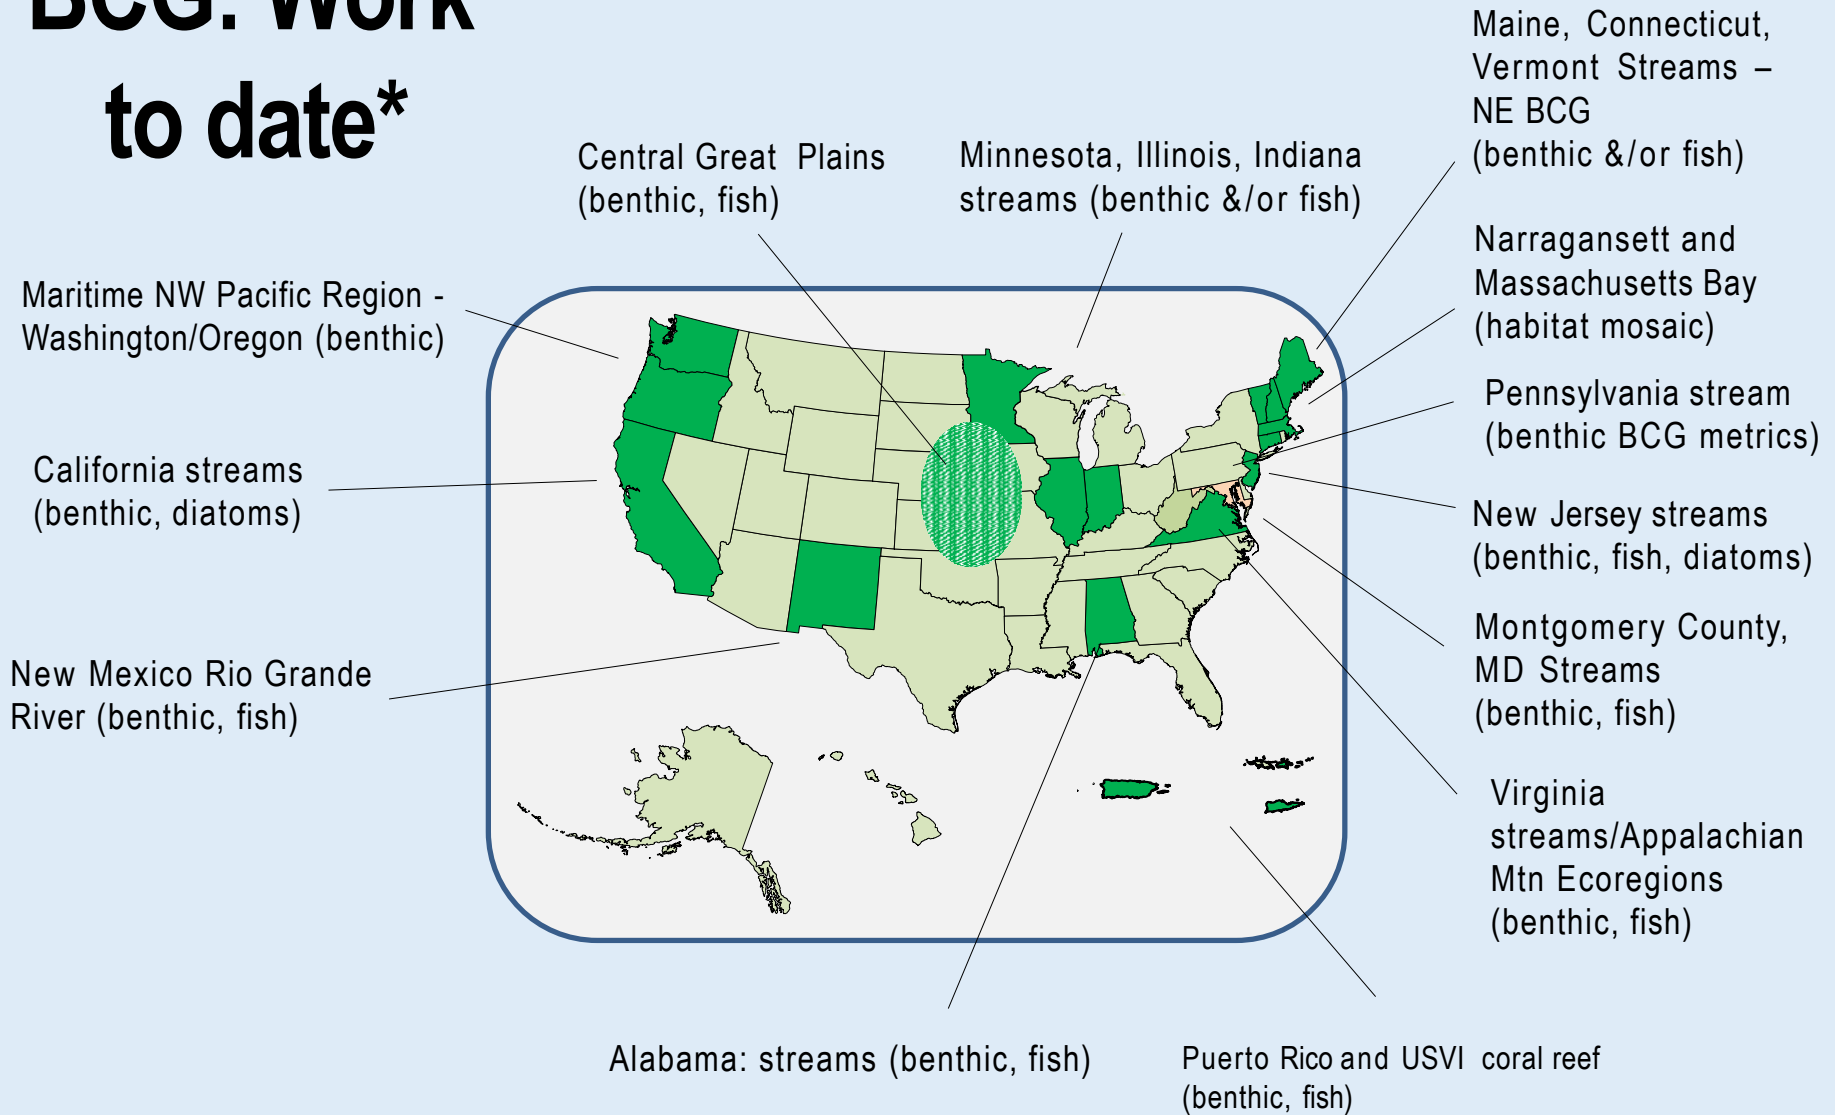 BCG: Work
to date*
Central Great Plains
(benthic, fish)
Minnesota, Illinois, Indiana
streams (benthic &/or fish)
Maine, Connecticut,
Vermont Streams –
NE BCG
(benthic &/or fish)
Narragansett and
Massachusetts Bay
(habitat mosaic)
Maritime NW Pacific Region -
Washington/Oregon (benthic)
Pennsylvania stream
(benthic BCG metrics)
California streams
(benthic, diatoms)
New Jersey streams
(benthic, fish, diatoms)
Montgomery County,
MD Streams
(benthic, fish)
New Mexico Rio Grande
River (benthic, fish)
Virginia
streams/Appalachian
Mtn Ecoregions
(benthic, fish)
Alabama: streams (benthic, fish)
Puerto Rico and USVI coral reef
(benthic, fish)